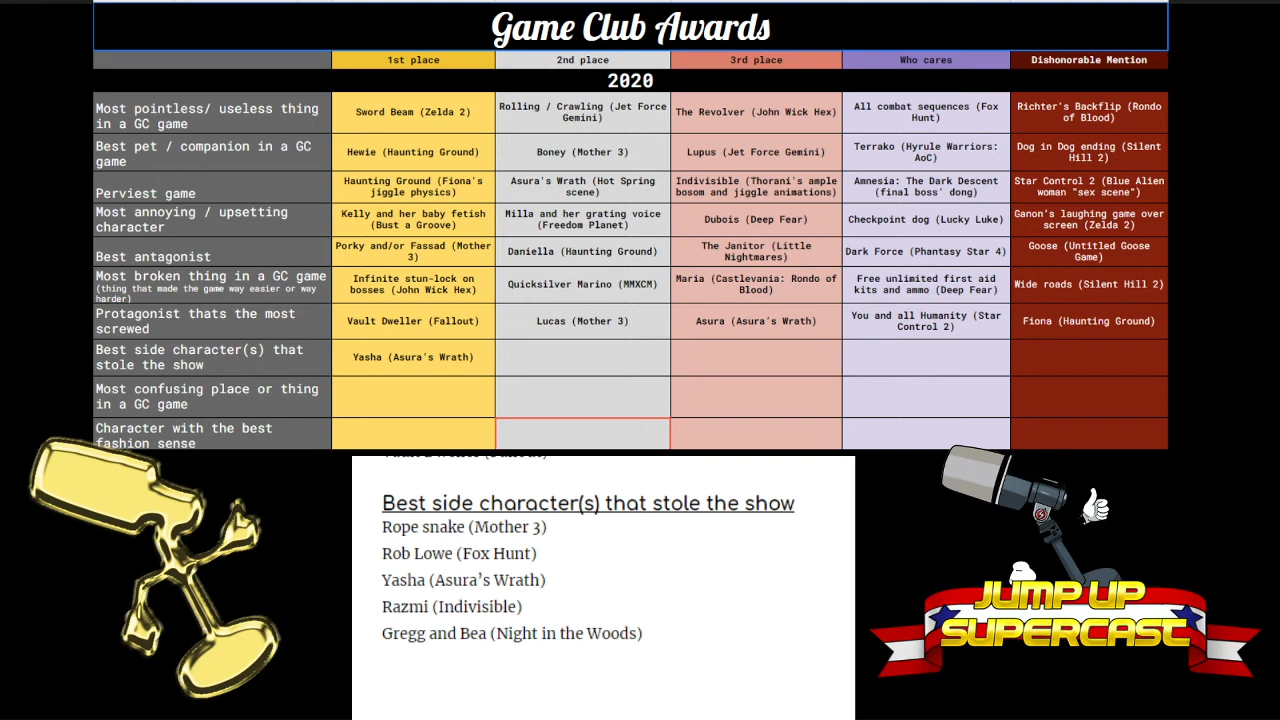 Game Club Awards
1st place
2nd place
3rd place
Who cares
Dishonorable Mention
2020
Most pointless/ useless thing
in a GC game
Sword Beam (Zelda 2)
Rolling / Crawling (Jet Force
Gemini)
The Revolver (John Wick Hex)
All combat sequences (Fox
Hunt)
Richter's Backflip (Rondo
of Blood)
Best pet / companion in a GC
game
Hewie (Haunting Ground)
Boney (Mother 3)
Lupus (Jet Force Gemini)
Terrako (Hyrule Warriors:
AoC)
Dog in Dog ending (Silent
Hill 2)
Perviest game
Haunting Ground (Fiona's
jiggle physics)
Asura's Wrath (Hot Spring
scene)
Indivisible (Thorani's ample
bosom and jiggle animations)
Amnesia: The Dark Descent
(final boss' dong)
Star Control 2 (Blue Alien
woman "sex scene")
Most annoying / upsetting
character
Kelly and her baby fetish
(Bust a Groove)
Milla and her grating voice
(Freedom Planet)
Dubois (Deep Fear)
Checkpoint dog (Lucky Luke)
Ganon's laughing game over
screen (Zelda 2)
Best antagonist
Porky and/or Fassad (Mother
3)
Daniella (Haunting Ground)
The Janitor (Little
Nightmares)
Dark Force (Phantasy Star 4)
Goose (Untitled Goose
Game)
Most broken thing in a GC game
(thing that made the game way easier or way
harder)
Infinite stun-lock on
bosses (John Wick Hex)
Quicksilver Marino (MMXCM)
Maria (Castlevania: Rondo of
Blood)
Free unlimited first aid
kits and ammo (Deep Fear)
Wide roads (Silent Hill 2)
Protagonist thats the most
screwed
Vault Dweller (Fallout)
Lucas (Mother 3)
Asura (Asura's Wrath)
You and all Humanity (Star
Control 2)
Fiona (Haunting Ground)
Best side character(s) that
stole the show
Yasha (Asura's Wrath)
Most confusing place or thing
in a GC game
Character with the best
fashion sense
Best side character(s) that stole the show
Rope snake (Mother 3)
Rob Lowe (Fox Hunt)
Yasha (Asura's Wrath)
Razmi (Indivisible)
Gregg and Bea (Night in the Woods)
JUMP UP
SUPERCAST